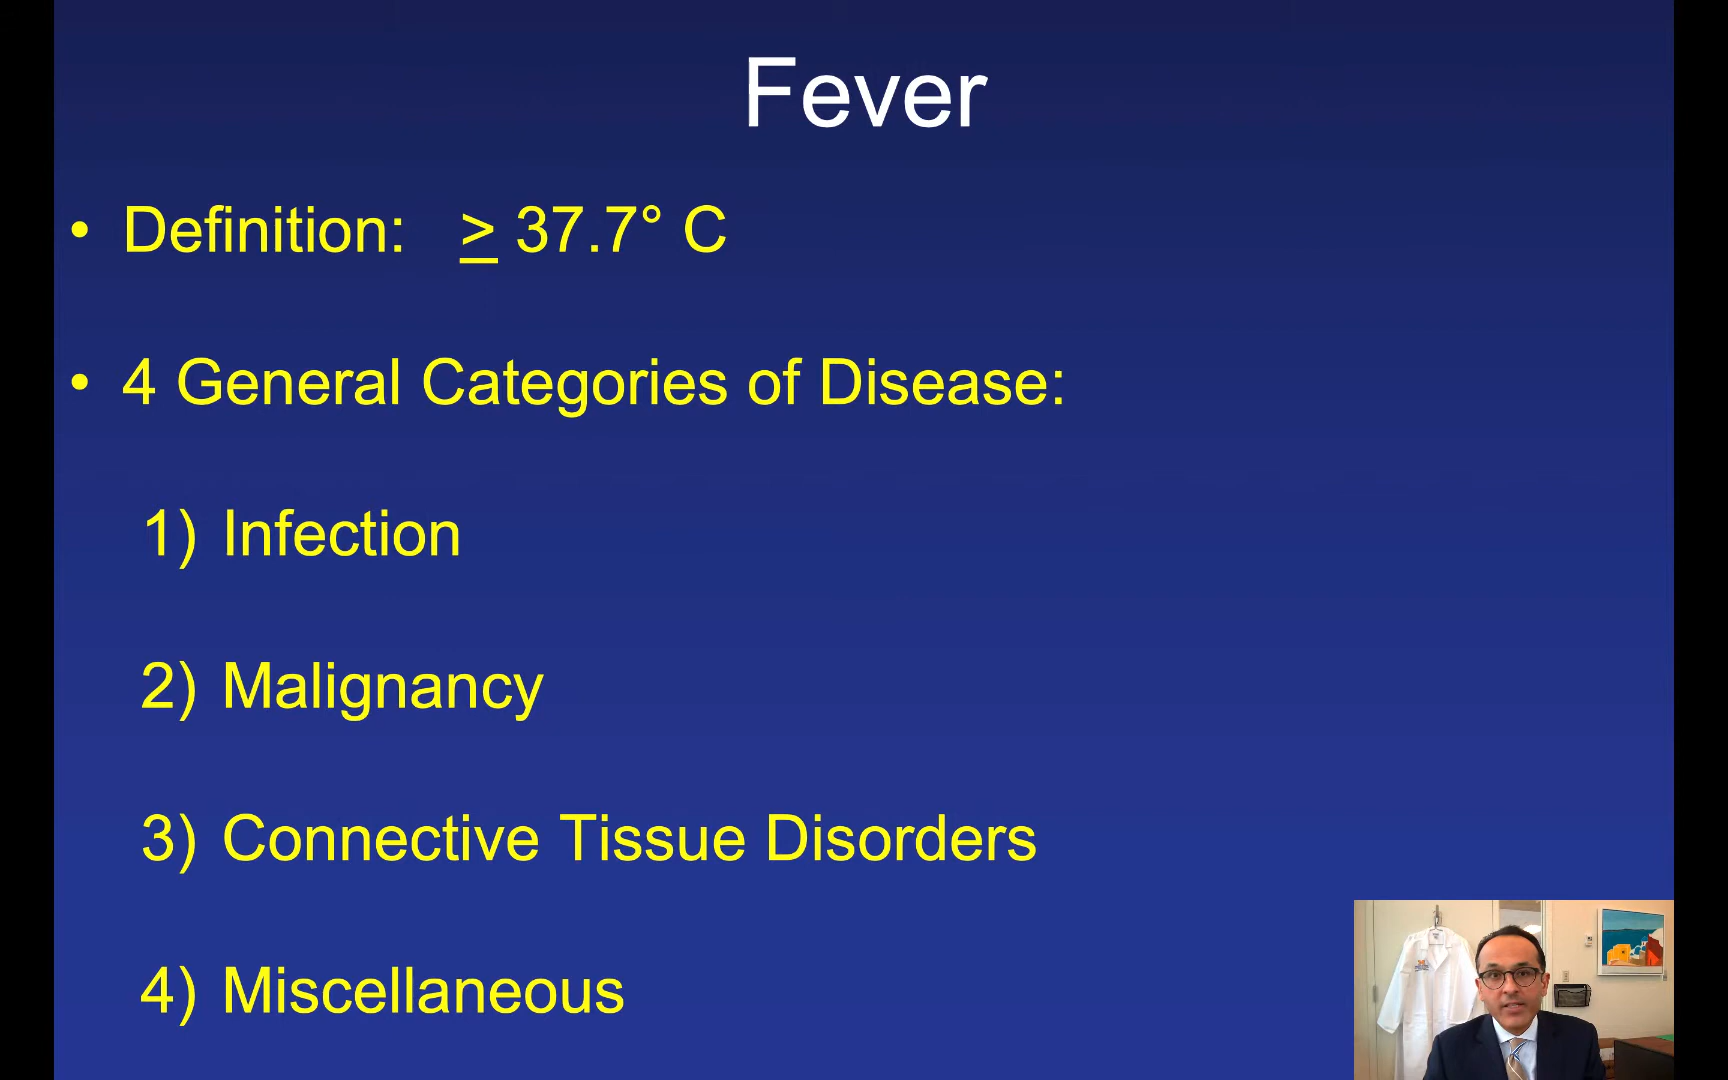 Fever
• Definition: ≥ 37.7° C
• 4 General Categories of Disease:
1) Infection
2) Malignancy
3) Connective Tissue Disorders
4) Miscellaneous